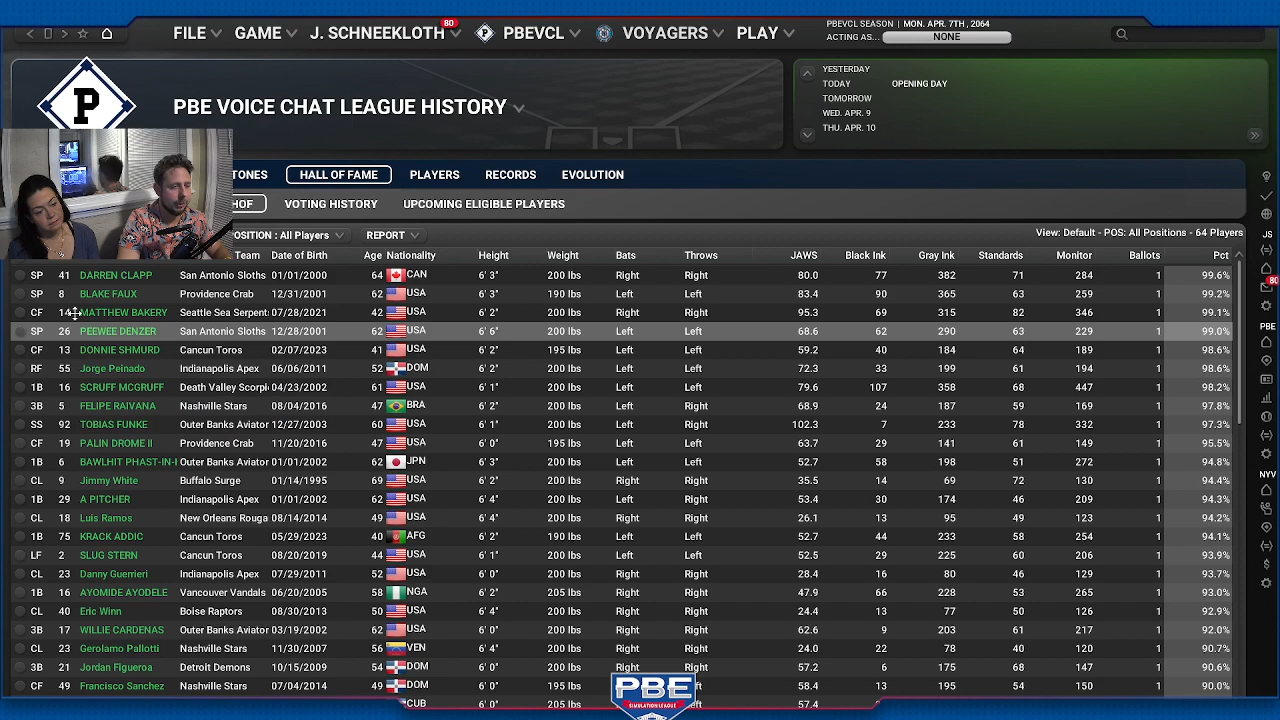 FILE GAME J. SCHNEEKLOTH 80 PBEVCL VOYAGERS PLAY
PBEVCL SEASON | MON. APR. 7TH, 2064
ACTING AS... NONE
P
PBE VOICE CHAT LEAGUE HISTORY
YESTERDAY
TODAY OPENING DAY
TOMORROW
WED. APR. 9
THU. APR. 10
TONES HALL OF FAME PLAYERS RECORDS EVOLUTION
HOF VOTING HISTORY UPCOMING ELIGIBLE PLAYERS
POSITION : All Players REPORT View: Default - POS: All Positions - 64 Players
Team Date of Birth Age Nationality Height Weight Bats Throws JAWS Black Ink Gray Ink Standards Monitor Ballots Pct
SP 41 DARREN CLAPP San Antonio Sloths 01/01/2000 64 CAN 6' 3" 200 lbs Right Right 80.0 77 382 71 284 1 99.6%
SP 8 BLAKE FAUX Providence Crab 12/31/2001 62 USA 6' 3" 190 lbs Left Left 83.4 90 365 63 259 1 99.2%
CF 14 MATTHEW BAKERY Seattle Sea Serpent 07/28/2021 42 USA 6' 2" 200 lbs Right Right 95.3 69 315 82 346 1 99.1%
SP 26 PEEWEE DENZER San Antonio Sloths 12/28/2001 62 USA 6' 6" 200 lbs Left Left 68.6 62 290 63 229 1 99.0%
CF 13 DONNIE SHMURD Cancun Toros 02/07/2023 41 USA 6' 2" 195 lbs Left Left 59.2 40 184 64 189 1 98.6%
RF 55 Jorge Peinado Indianapolis Apex 06/06/2011 52 DOM 6' 2" 200 lbs Left Left 72.3 33 199 61 194 1 98.6%
1B 16 SCRUFF MCGRUFF Death Valley Scorpi 04/23/2002 61 USA 6' 1" 200 lbs Left Right 79.6 107 358 68 447 1 98.2%
3B 5 FELIPE RAIVANA Nashville Stars 08/04/2016 47 BRA 6' 2" 200 lbs Left Right 68.9 24 187 59 169 1 97.8%
SS 92 TOBIAS FUNKE Outer Banks Aviator 12/27/2003 60 USA 6' 1" 200 lbs Left Right 102.3 7 233 78 332 1 97.3%
CF 19 PALIN DROME II Providence Crab 11/20/2016 47 USA 6' 0" 195 lbs Left Left 63.7 29 141 61 149 1 95.5%
1B 6 BAWLHIT PHAST-IN-H Outer Banks Aviator 01/01/2002 62 JPN 6' 3" 200 lbs Left Left 52.7 58 198 51 272 1 94.8%
CL 9 Jimmy White Buffalo Surge 01/14/1995 69 USA 6' 2" 200 lbs Right Right 35.5 14 69 72 130 1 94.4%
1B 29 A PITCHER Indianapolis Apex 01/01/2002 62 USA 6' 2" 200 lbs Left Right 53.4 30 174 46 209 1 94.3%
CL 18 Luis Ramos New Orleans Rouga 08/14/2014 49 USA 6' 4" 200 lbs Right Right 26.1 13 95 49 123 1 94.2%
1B 75 KRACK ADDIC Cancun Toros 05/29/2023 40 AFG 6' 2" 190 lbs Right Left 52.7 44 233 58 254 1 94.1%
LF 2 SLUG STERN Cancun Toros 08/20/2019 44 USA 6' 1" 200 lbs Left Left 52.5 29 225 60 206 1 93.9%
CL 23 Danny Guerrieri Indianapolis Apex 07/29/2011 52 USA 6' 0" 200 lbs Right Right 28.4 16 80 46 129 1 93.7%
1B 16 AYOMIDE AYODELE Vancouver Vandals 06/20/2005 58 NGA 6' 2" 205 lbs Right Left 47.9 66 228 53 265 1 93.0%
CL 40 Eric Winn Boise Raptors 08/30/2013 50 USA 6' 4" 200 lbs Right Right 24.4 13 77 50 126 1 92.9%
3B 17 WILLIE CARDENAS Outer Banks Aviator 03/19/2002 62 USA 6' 0" 200 lbs Left Right 62.6 9 203 61 217 1 92.0%
CL 23 Gerolamo Pallotti Nashville Stars 11/30/2007 56 VEN 6' 4" 200 lbs Right Right 24.0 22 78 40 120 1 90.7%
3B 21 Jordan Figueroa Detroit Demons 10/15/2009 54 DOM 6' 0" 200 lbs Right Right 57.2 6 175 68 147 1 90.6%
CF 49 Francisco Sanchez Nashville Stars 07/04/2014 49 DOM 6' 0" 195 lbs 58.4 13 195 54 150 1 90.0%
CUB 6' 0" 205 lbs 57.4
PBE
SIMULATION LEAGUE
JS
80
PBE
NYV